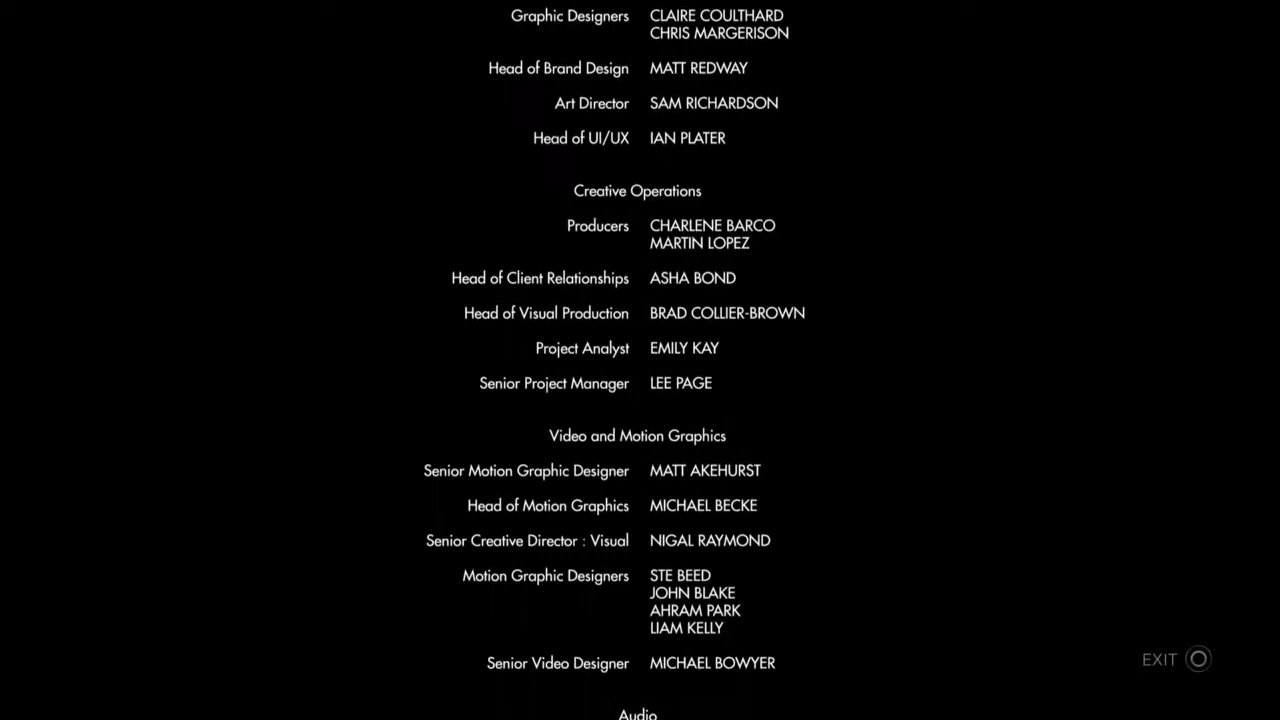 Graphic Designers CLAIRE COULTHARD
CHRIS MARGERISON
Head of Brand Design MATT REDWAY
Art Director SAM RICHARDSON
Head of UI/UX IAN PLATER
Creative Operations
Producers CHARLENE BARCO
MARTIN LOPEZ
Head of Client Relationships ASHA BOND
Head of Visual Production BRAD COLLIER-BROWN
Project Analyst EMILY KAY
Senior Project Manager LEE PAGE
Video and Motion Graphics
Senior Motion Graphic Designer MATT AKEHURST
Head of Motion Graphics MICHAEL BECKE
Senior Creative Director : Visual NIGAL RAYMOND
Motion Graphic Designers STE BEED
JOHN BLAKE
AHRAM PARK
LIAM KELLY
Senior Video Designer MICHAEL BOWYER
EXIT
Audio